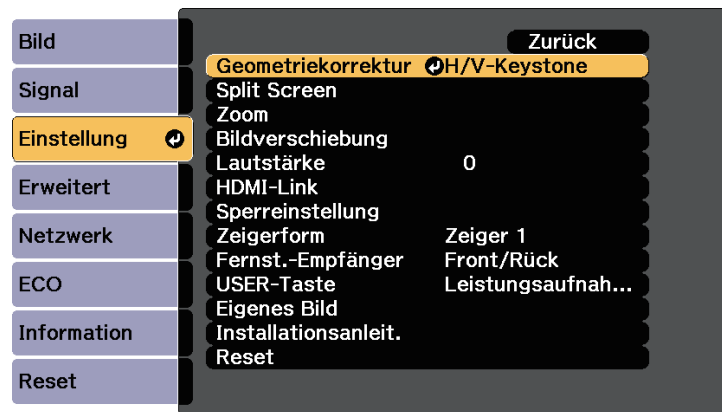 Bild
Signal
Einstellung
Erweitert
Netzwerk
ECO
Information
Reset
Zurück
Geometriekorrektur H/V-Keystone
Split Screen
Zoom
Bildverschiebung
Lautstärke 0
HDMI-Link
Sperreinstellung
Zeigerform Zeiger 1
Fernst.-Empfänger Front/Rück
USER-Taste Leistungsaufnah...
Eigenes Bild
Installationsanleit.
Reset